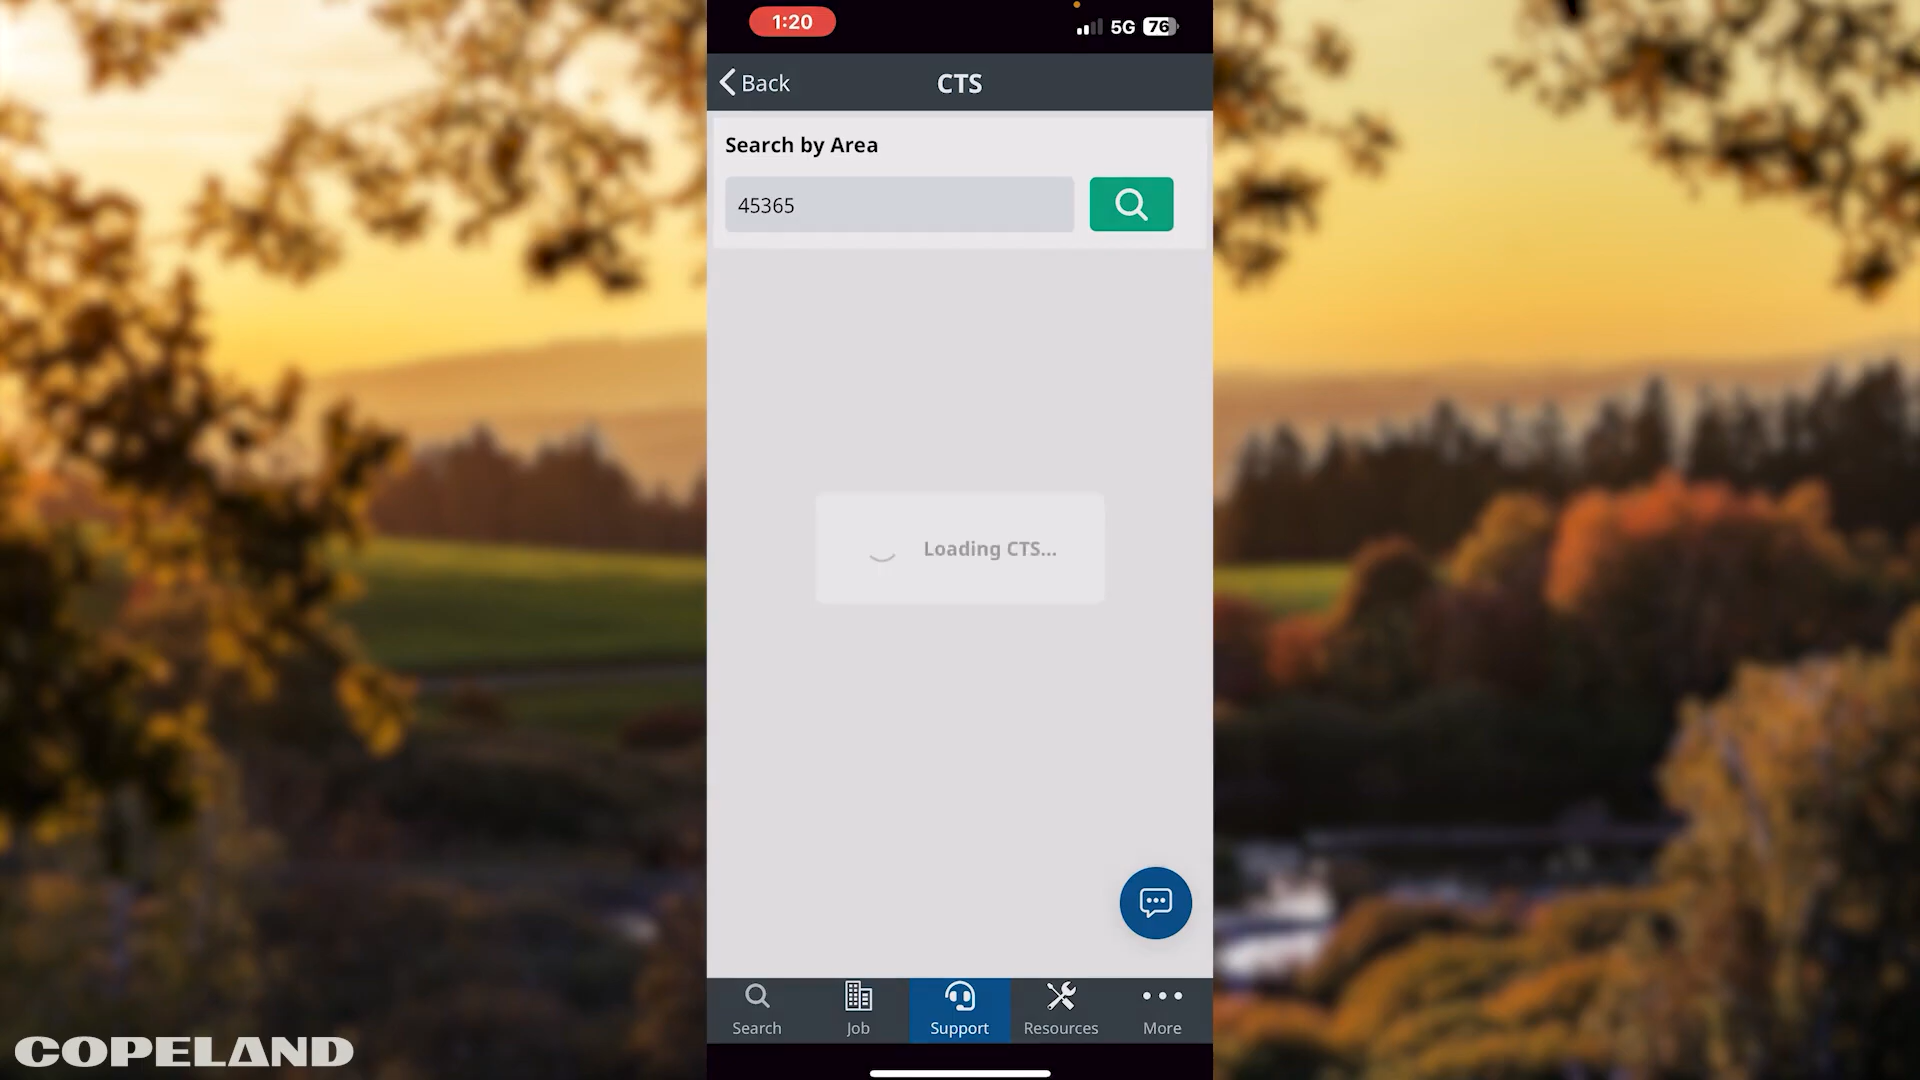 1:20
5G 76
Back
CTS
Search by Area
45365
Loading CTS...
Search Job Support Resources More
COPELAND